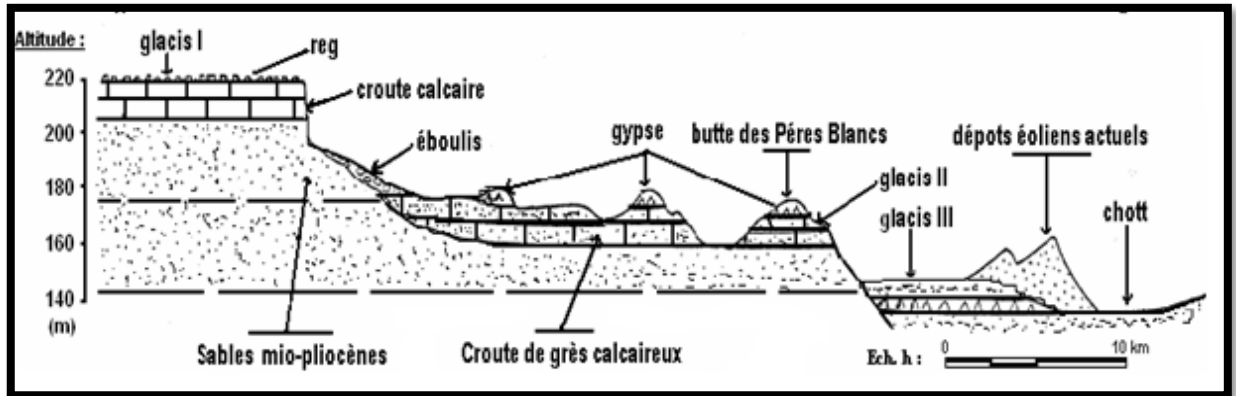 Altitude :
glacis I
reg
220
croute calcaire
200
éboulis
gypse
butte des Péres Blancs
dépots éoliens actuels
180
glacis II
glacis III
chott
160
140
(m)
Sables mio-pliocènes
Croute de grès calcaireux
Ech. h :
0
10 km